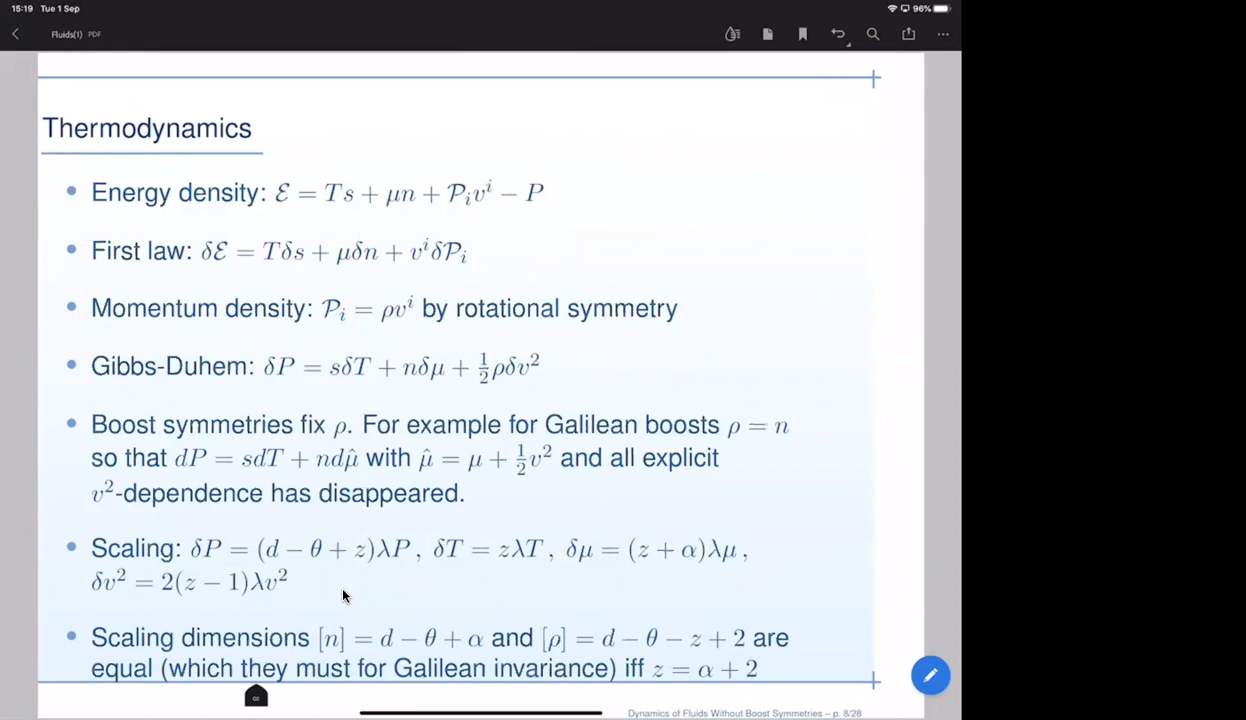 15:19 Tue 1 Sep
96%
Fluids(1) PDF
Thermodynamics
• Energy density: ℰ = Ts + μn + 𝒫ᵢvⁱ − P
• First law: δℰ = Tδs + μδn + vⁱδ𝒫ᵢ
• Momentum density: 𝒫ᵢ = ρvⁱ by rotational symmetry
• Gibbs-Duhem: δP = sδT + nδμ + ½ρδv²
• Boost symmetries fix ρ. For example for Galilean boosts ρ = n
so that dP = sdT + ndμ̂ with μ̂ = μ + ½v² and all explicit
v²-dependence has disappeared.
• Scaling: δP = (d − θ + z)λP, δT = zλT, δμ = (z + α)λμ,
δv² = 2(z − 1)λv²
• Scaling dimensions [n] = d − θ + α and [ρ] = d − θ − z + 2 are
equal (which they must for Galilean invariance) iff z = α + 2
Dynamics of Fluids Without Boost Symmetries – p. 8/28